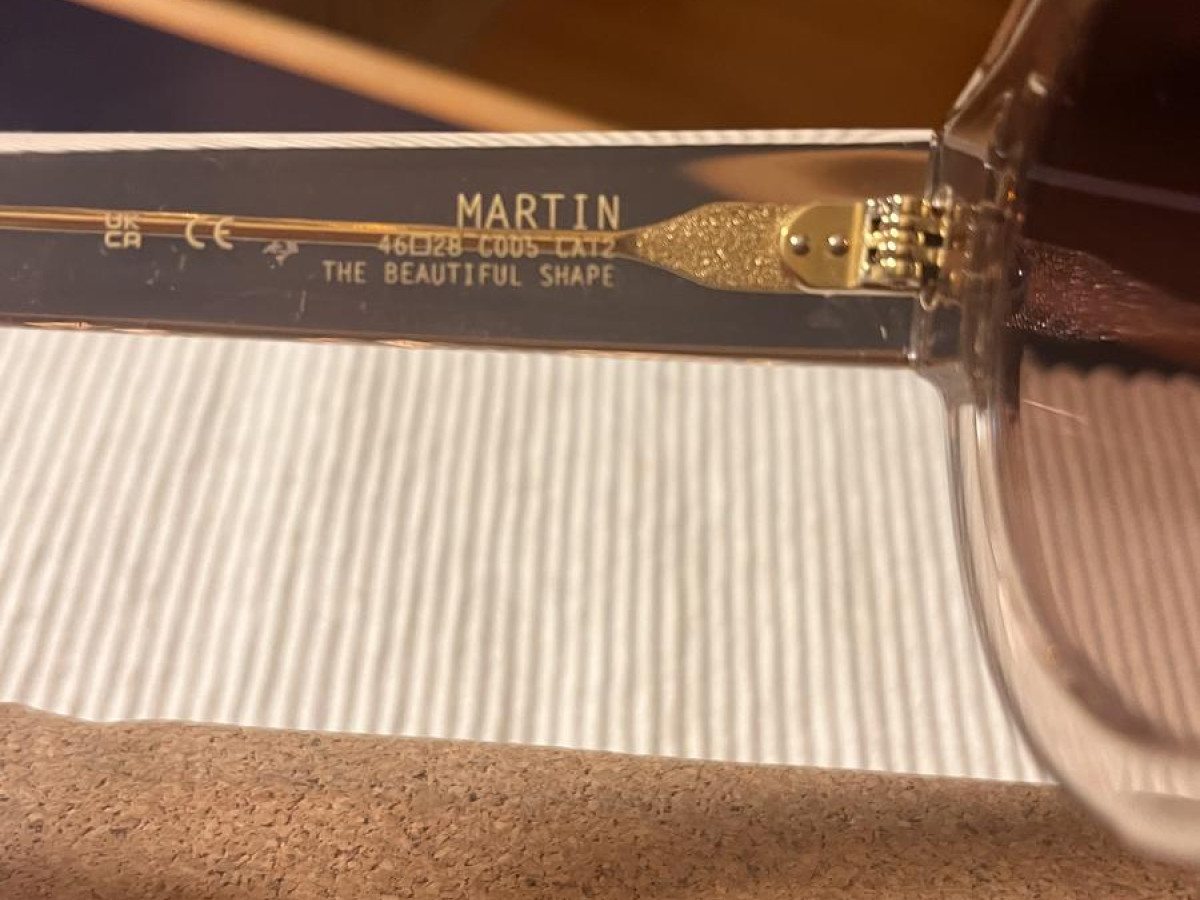 MARTIN
UK
CA
CE
46□28 C005 CAT2
THE BEAUTIFUL SHAPE